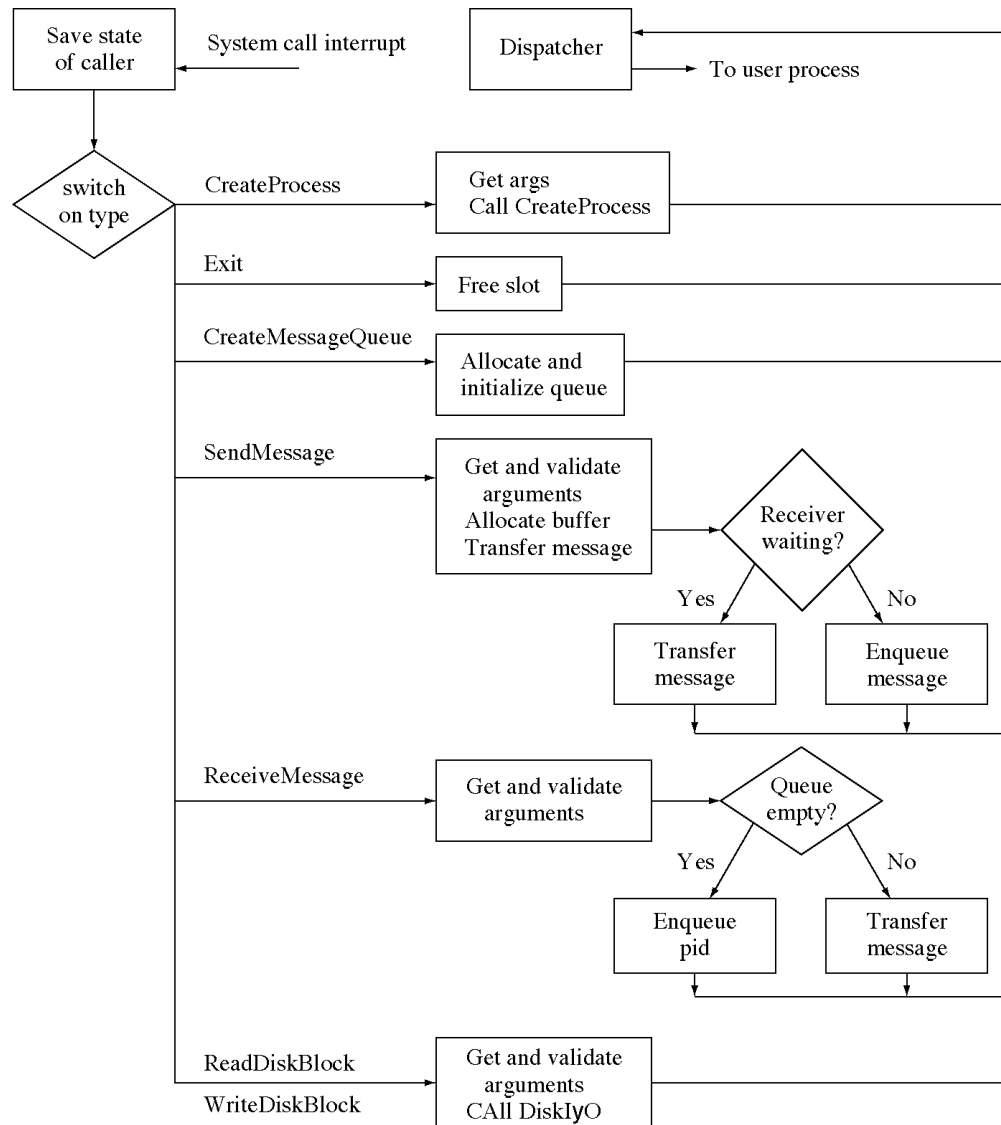 Save state
of caller
System call interrupt
Dispatcher
To user process
switch
on type
CreateProcess
Get args
Call CreateProcess
Exit
Free slot
CreateMessageQueue
Allocate and
initialize queue
SendMessage
Get and validate
arguments
Allocate buffer
Transfer message
Receiver
waiting?
Yes
No
Transfer
message
Enqueue
message
ReceiveMessage
Get and validate
arguments
Queue
empty?
Yes
No
Enqueue
pid
Transfer
message
ReadDiskBlock
WriteDiskBlock
Get and validate
arguments
CAll DiskIyO